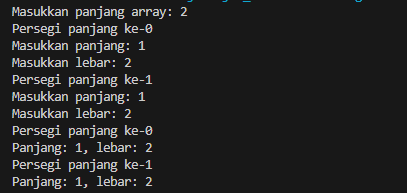 Masukkan panjang array: 2
Persegi panjang ke-0
Masukkan panjang: 1
Masukkan lebar: 2
Persegi panjang ke-1
Masukkan panjang: 1
Masukkan lebar: 2
Persegi panjang ke-0
Panjang: 1, lebar: 2
Persegi panjang ke-1
Panjang: 1, lebar: 2